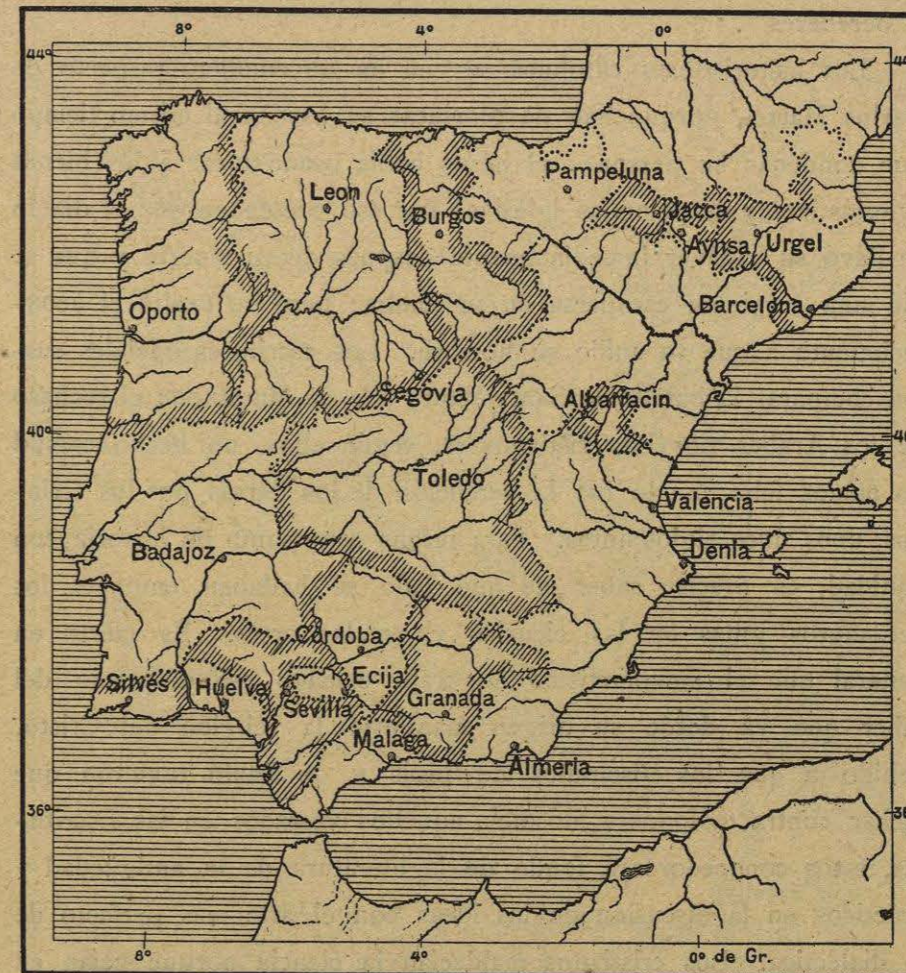 8° 4° 0°
44° 44
Pampeluna
Leon
Jacca
Burgos
Aynsa Urgel
Barcelona
Oporto
Segovia
Albarracin
40° 40
Toledo
Valencia
Badajoz
Denia
Córdoba
Ecija
Silves Huelva
Granada
Sevilla
Malaga
Almeria
36° 36
8° 4° 0° de Gr.